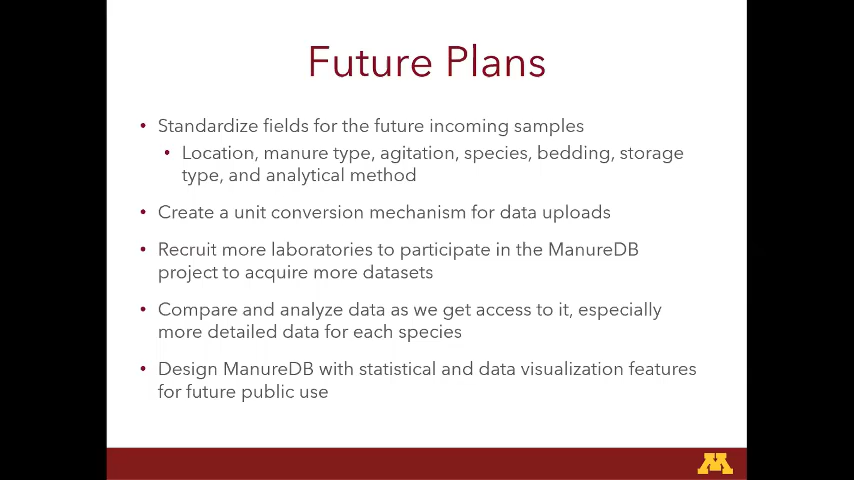 Future Plans
• Standardize fields for the future incoming samples
• Location, manure type, agitation, species, bedding, storage
type, and analytical method
• Create a unit conversion mechanism for data uploads
• Recruit more laboratories to participate in the ManureDB
project to acquire more datasets
• Compare and analyze data as we get access to it, especially
more detailed data for each species
• Design ManureDB with statistical and data visualization features
for future public use
M